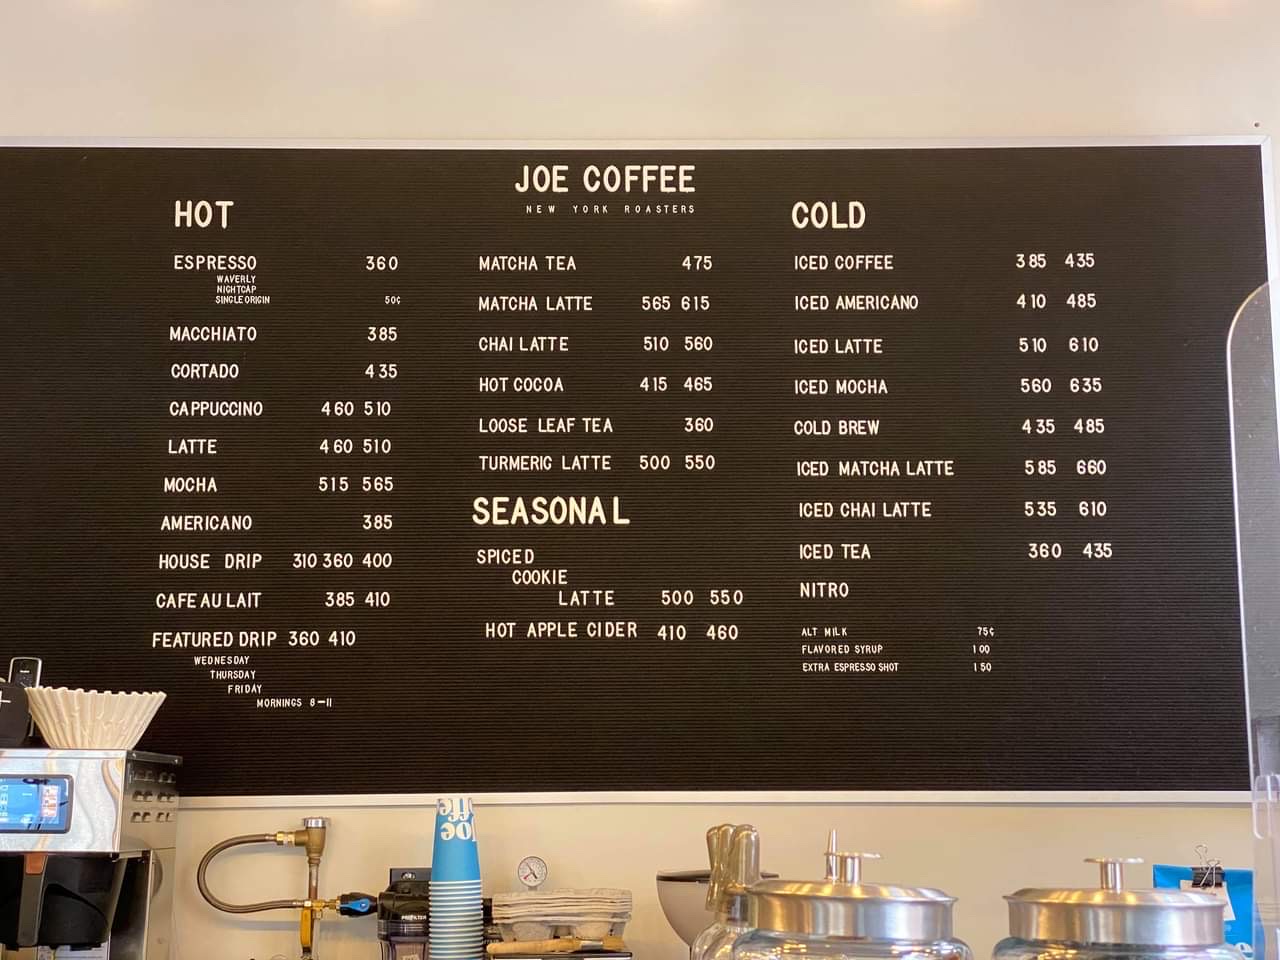 JOE COFFEE
NEW YORK ROASTERS
HOT
ESPRESSO 360
WAVERLY
NIGHTCAP
SINGLE ORIGIN 50¢
MACCHIATO 385
CORTADO 435
CAPPUCCINO 460 510
LATTE 460 510
MOCHA 515 565
AMERICANO 385
HOUSE DRIP 310 360 400
CAFE AU LAIT 385 410
FEATURED DRIP 360 410
WEDNESDAY
THURSDAY
FRIDAY
MORNINGS 8-11
MATCHA TEA 475
MATCHA LATTE 565 615
CHAI LATTE 510 560
HOT COCOA 415 465
LOOSE LEAF TEA 360
TURMERIC LATTE 500 550
SEASONAL
SPICED
COOKIE
LATTE 500 550
HOT APPLE CIDER 410 460
COLD
ICED COFFEE 385 435
ICED AMERICANO 410 485
ICED LATTE 510 610
ICED MOCHA 560 635
COLD BREW 435 485
ICED MATCHA LATTE 585 660
ICED CHAI LATTE 535 610
ICED TEA 360 435
NITRO
ALT MILK 75¢
FLAVORED SYRUP 100
EXTRA ESPRESSO SHOT 150
Joe